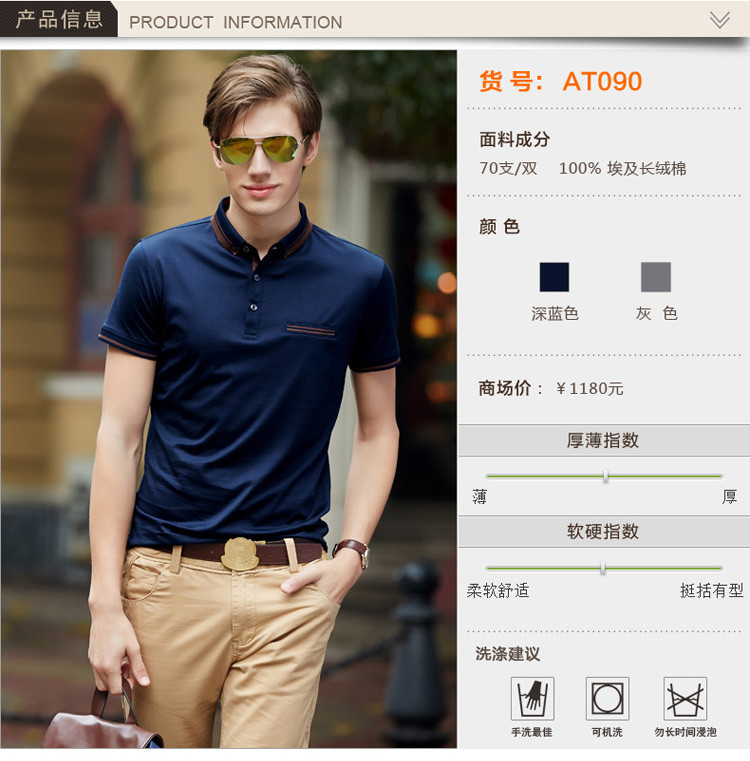 产品信息 PRODUCT INFORMATION
货 号： AT090
面料成分
70支/双 100% 埃及长绒棉
颜 色
深蓝色 灰 色
商场价： ¥1180元
厚薄指数
薄 厚
软硬指数
柔软舒适 挺括有型
洗涤建议
手洗最佳 可机洗 勿长时间浸泡